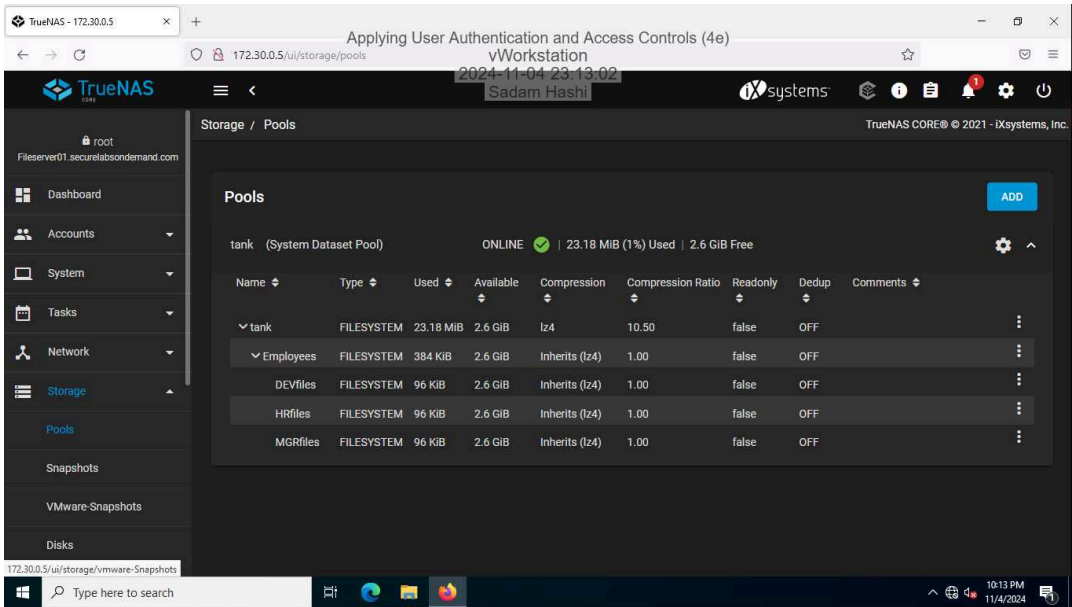 TrueNAS - 172.30.0.5
Applying User Authentication and Access Controls (4e)
172.30.0.5/ui/storage/pools
vWorkstation
2024-11-04 23:13:02
Sadam Hashi
TrueNAS
CORE
iXsystems
1
root
Fileserver01.securelabsondemand.com
Storage / Pools
TrueNAS CORE® © 2021 - iXsystems, Inc.
Dashboard
Accounts
System
Tasks
Network
Storage
Pools
Snapshots
VMware-Snapshots
Disks
172.30.0.5/ui/storage/vmware-Snapshots
Pools
ADD
tank (System Dataset Pool) ONLINE | 23.18 MiB (1%) Used | 2.6 GiB Free
Name Type Used Available Compression Compression Ratio Readonly Dedup Comments
tank FILESYSTEM 23.18 MiB 2.6 GiB lz4 10.50 false OFF
Employees FILESYSTEM 384 KiB 2.6 GiB Inherits (lz4) 1.00 false OFF
DEVfiles FILESYSTEM 96 KiB 2.6 GiB Inherits (lz4) 1.00 false OFF
HRfiles FILESYSTEM 96 KiB 2.6 GiB Inherits (lz4) 1.00 false OFF
MGRfiles FILESYSTEM 96 KiB 2.6 GiB Inherits (lz4) 1.00 false OFF
Type here to search
10:13 PM
11/4/2024
1